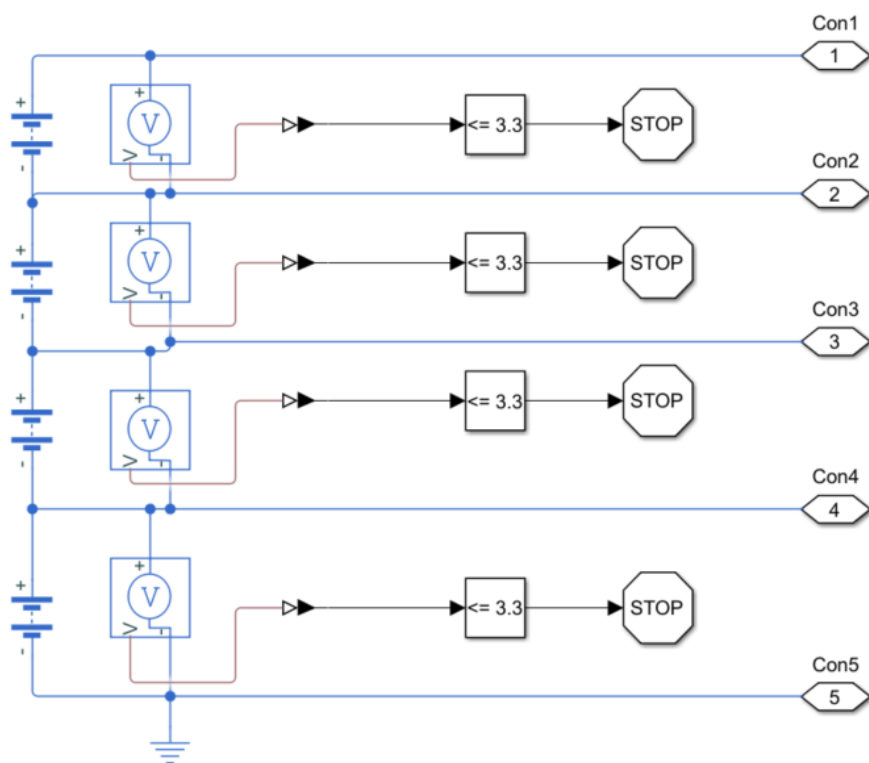 Con1
1
+
+
V
V
-
-
<= 3.3
STOP
Con2
2
+
+
V
V
-
-
<= 3.3
STOP
Con3
3
+
+
V
V
-
-
<= 3.3
STOP
Con4
4
+
+
V
V
-
-
<= 3.3
STOP
Con5
5